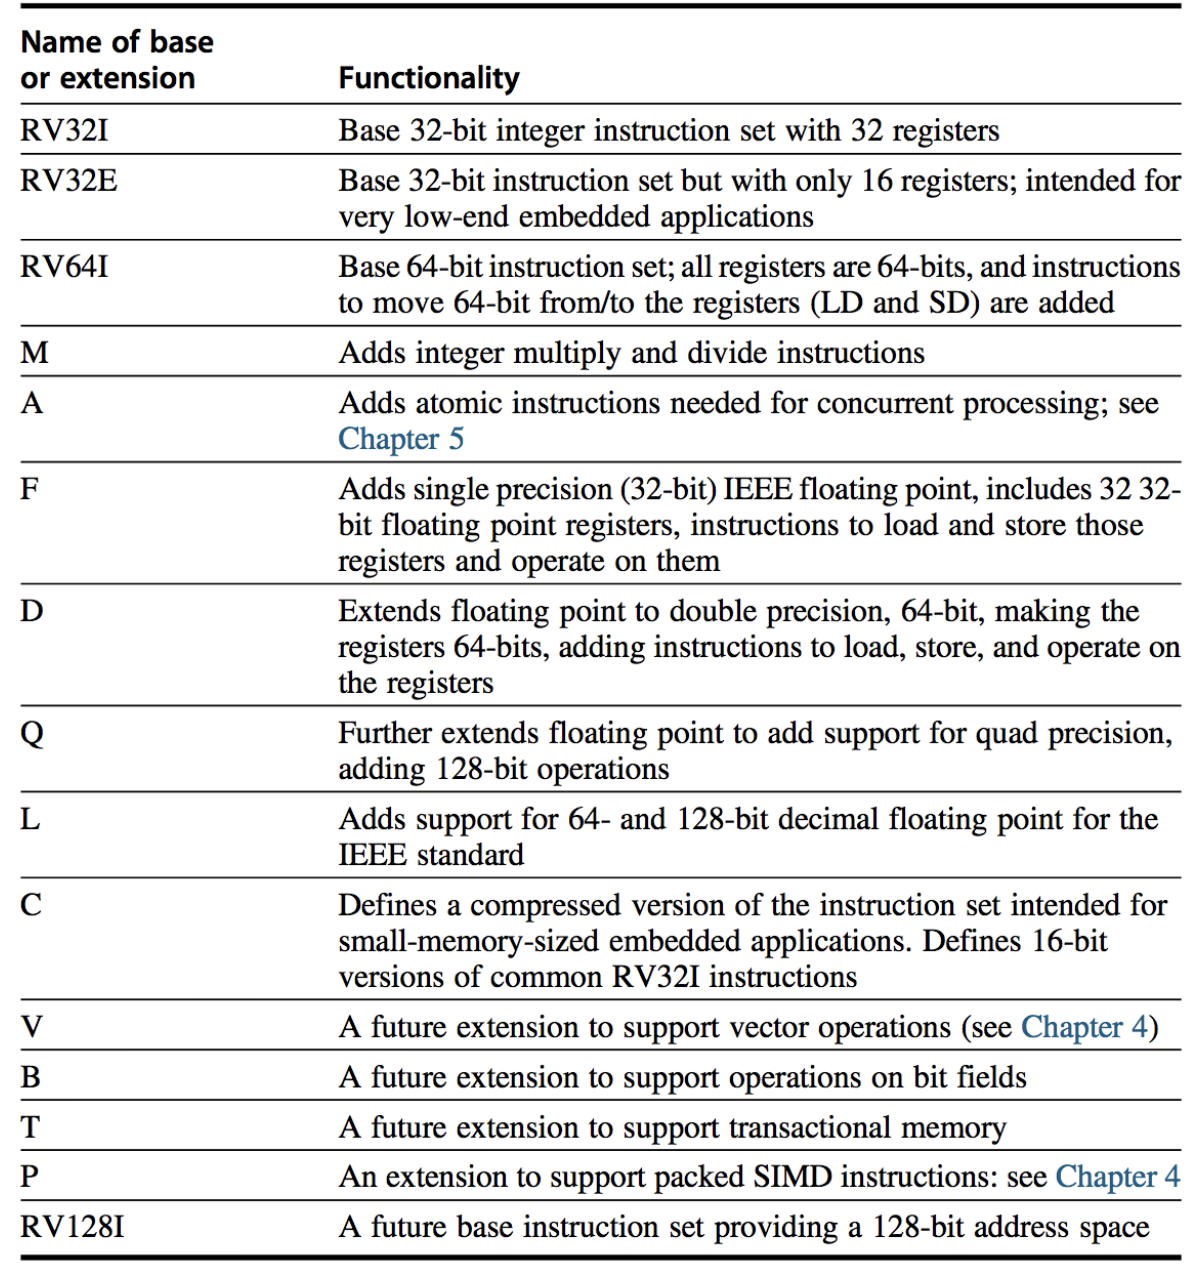 Name of base
or extension Functionality
RV32I Base 32-bit integer instruction set with 32 registers
RV32E Base 32-bit instruction set but with only 16 registers; intended for
very low-end embedded applications
RV64I Base 64-bit instruction set; all registers are 64-bits, and instructions
to move 64-bit from/to the registers (LD and SD) are added
M Adds integer multiply and divide instructions
A Adds atomic instructions needed for concurrent processing; see
Chapter 5
F Adds single precision (32-bit) IEEE floating point, includes 32 32-
bit floating point registers, instructions to load and store those
registers and operate on them
D Extends floating point to double precision, 64-bit, making the
registers 64-bits, adding instructions to load, store, and operate on
the registers
Q Further extends floating point to add support for quad precision,
adding 128-bit operations
L Adds support for 64- and 128-bit decimal floating point for the
IEEE standard
C Defines a compressed version of the instruction set intended for
small-memory-sized embedded applications. Defines 16-bit
versions of common RV32I instructions
V A future extension to support vector operations (see Chapter 4)
B A future extension to support operations on bit fields
T A future extension to support transactional memory
P An extension to support packed SIMD instructions: see Chapter 4
RV128I A future base instruction set providing a 128-bit address space